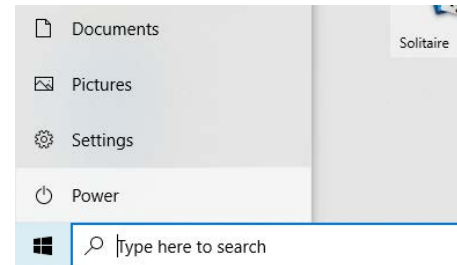 Documents
Solitaire
Pictures
Settings
Power
Type here to search